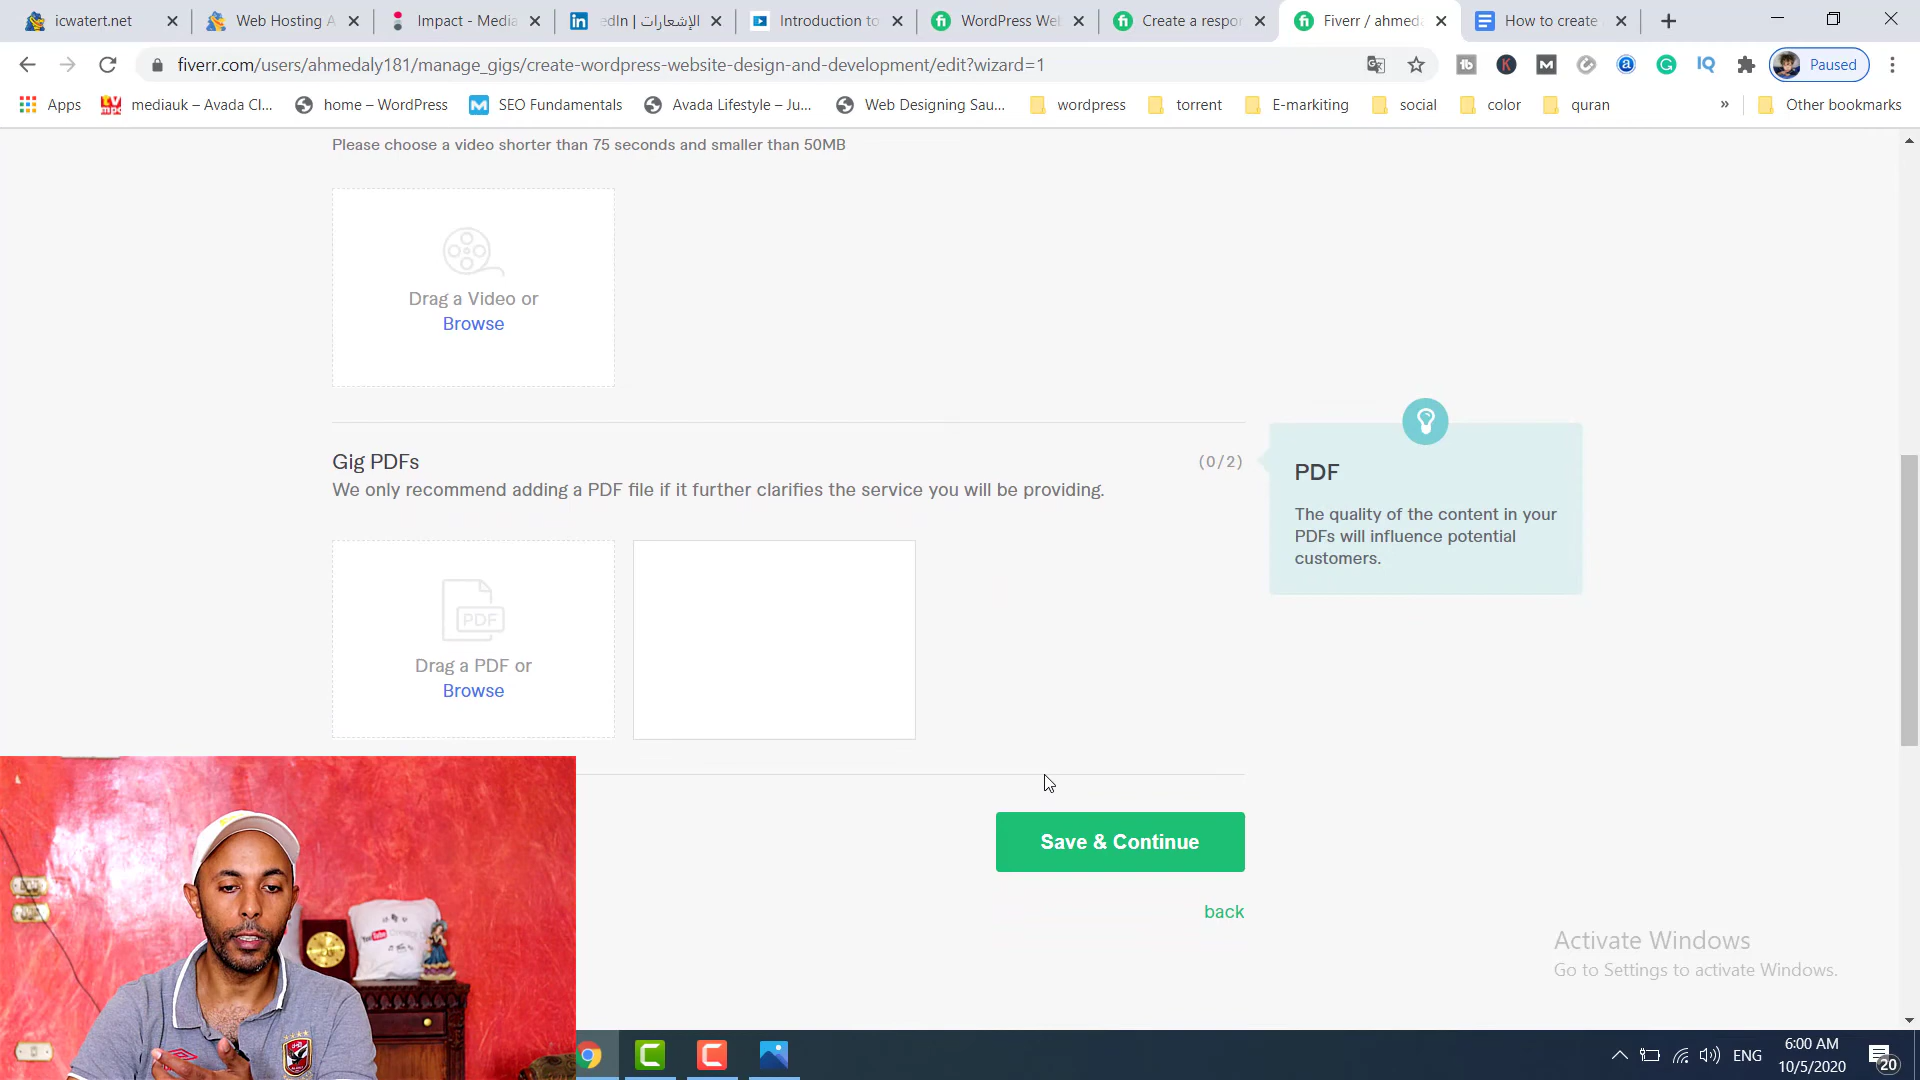 icwatert.net
Web Hosting A
Impact - Media
edIn | الإشعارات
Introduction to
WordPress Web
Create a respor
Fiverr / ahmeda
How to create
fiverr.com/users/ahmedaly181/manage_gigs/create-wordpress-website-design-and-development/edit?wizard=1
Paused
Apps
mediauk – Avada Cl...
home – WordPress
SEO Fundamentals
Avada Lifestyle – Ju...
Web Designing Sau...
wordpress
torrent
E-markiting
social
color
quran
»
Other bookmarks
Please choose a video shorter than 75 seconds and smaller than 50MB
Drag a Video or
Browse
Gig PDFs
(0/2)
We only recommend adding a PDF file if it further clarifies the service you will be providing.
PDF
The quality of the content in your
PDFs will influence potential
customers.
PDF
Drag a PDF or
Browse
Save & Continue
back
YouTube
Activate Windows
Go to Settings to activate Windows.
ENG
6:00 AM
10/5/2020
20